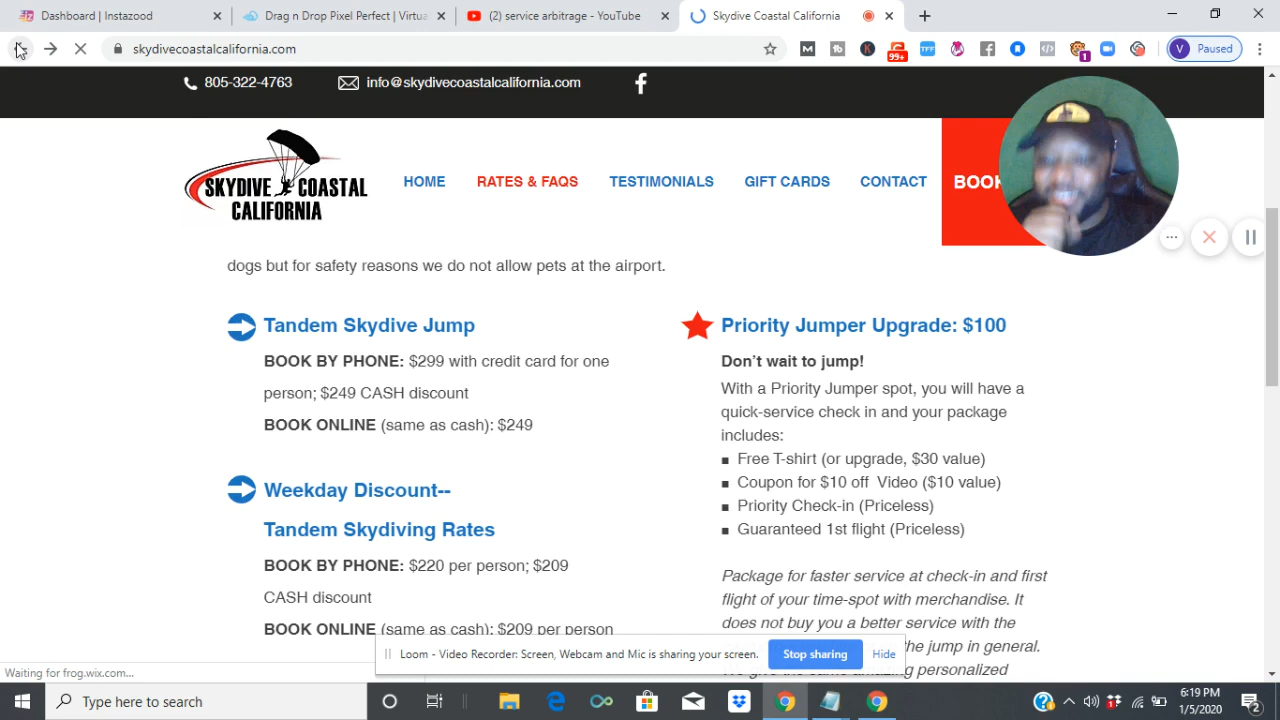 Dashboard | Instazood
Drag n Drop Pixel Perfect | Virtua
(2) service arbitrage - YouTube
Skydive Coastal California
skydivecoastalcalifornia.com
99+
TFF
1
V Paused
805-322-4763
info@skydivecoastalcalifornia.com
SKYDIVE COASTAL
CALIFORNIA
HOME
RATES & FAQS
TESTIMONIALS
GIFT CARDS
CONTACT
BOOK
dogs but for safety reasons we do not allow pets at the airport.
Tandem Skydive Jump
BOOK BY PHONE: $299 with credit card for one
person; $249 CASH discount
BOOK ONLINE (same as cash): $249
Weekday Discount--
Tandem Skydiving Rates
BOOK BY PHONE: $220 per person; $209
CASH discount
BOOK ONLINE (same as cash): $209 per person
Priority Jumper Upgrade: $100
Don't wait to jump!
With a Priority Jumper spot, you will have a
quick-service check in and your package
includes:
Free T-shirt (or upgrade, $30 value)
Coupon for $10 off Video ($10 value)
Priority Check-in (Priceless)
Guaranteed 1st flight (Priceless)
Package for faster service at check-in and first
flight of your time-spot with merchandise. It
does not buy you a better service with the
the jump in general.
personalized
Loom - Video Recorder: Screen, Webcam and Mic is sharing your screen.
Stop sharing
Hide
Waiting for frog.wix.com...
Type here to search
6:19 PM
1/5/2020
2